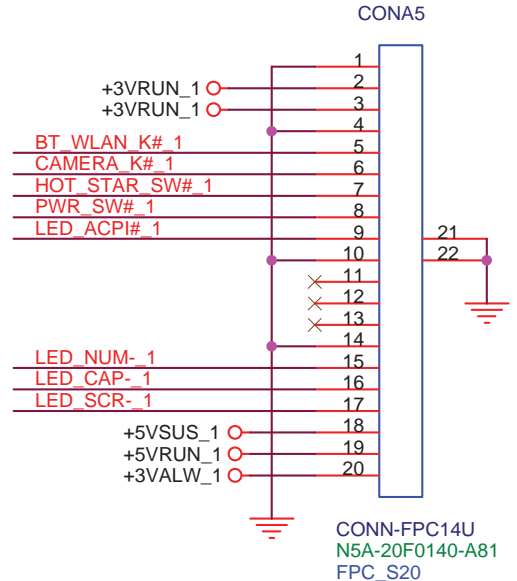 CONA5
1
+3VRUN_1 2
+3VRUN_1 3
4
BT_WLAN_K#_1 5
CAMERA_K#_1 6
HOT_STAR_SW#_1 7
PWR_SW#_1 8
LED_ACPI#_1 9 21
10 22
11
12
13
14
LED_NUM-_1 15
LED_CAP-_1 16
LED_SCR-_1 17
+5VSUS_1 18
+5VRUN_1 19
+3VALW_1 20
CONN-FPC14U
N5A-20F0140-A81
FPC_S20